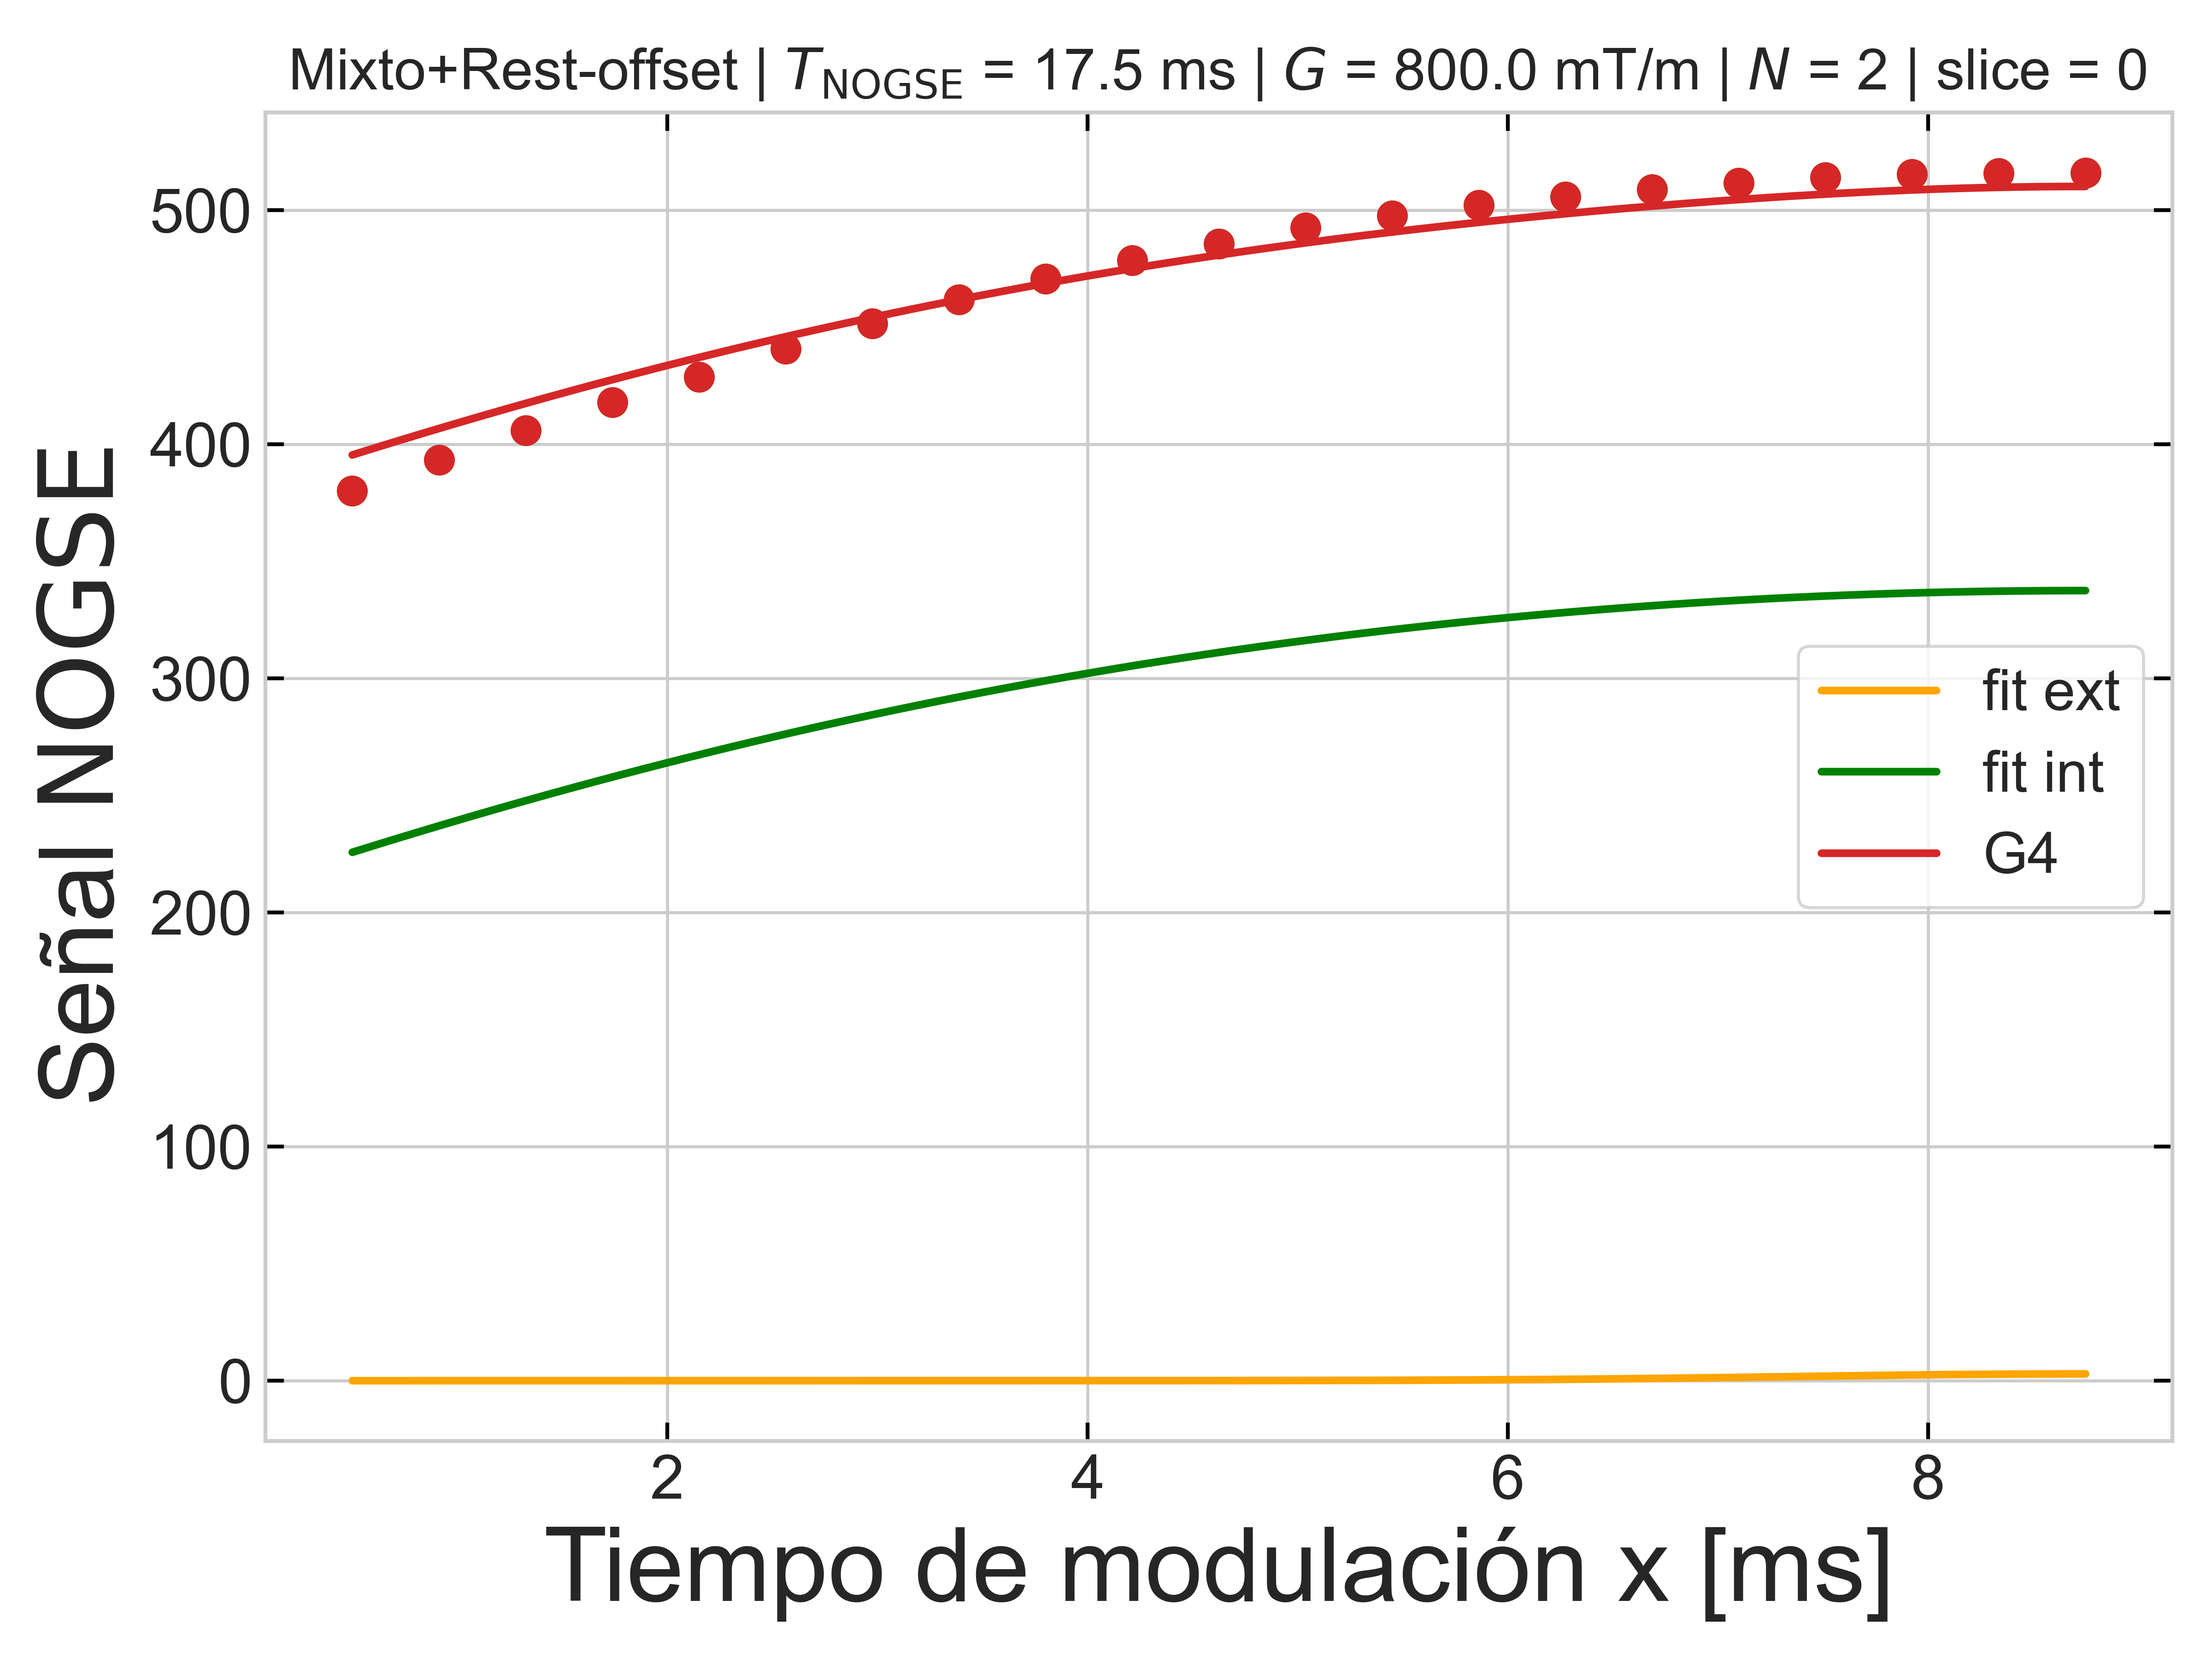 Mixto+Rest-offset | T_NOGSE = 17.5 ms | G = 800.0 mT/m | N = 2 | slice = 0
Señal NOGSE
500
400
300
200
100
0
fit ext
fit int
G4
2 4 6 8
Tiempo de modulación x [ms]